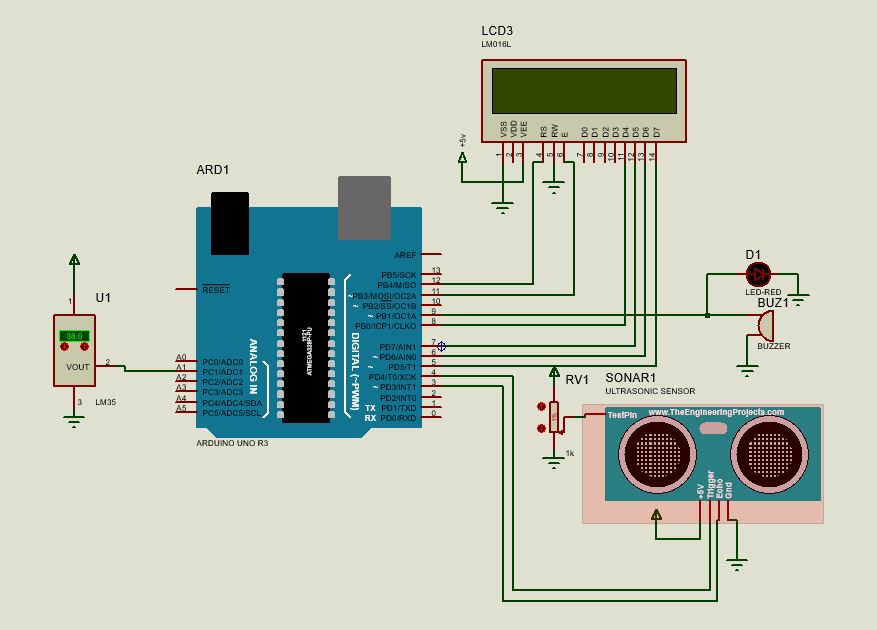 LCD3
LM016L
VSS
VDD
VEE
RS
RW
E
D0
D1
D2
D3
D4
D5
D6
D7
1
2
3
4
5
6
7
8
9
10
11
12
13
14
+5v
ARD1
AREF
RESET
PB5/SCK
13
PB4/MISO
12
~PB3/MOSI/OC2A
11
~ PB2/SS/OC1B
10
~ PB1/OC1A
9
PB0/ICP1/CLKO
8
PD7/AIN1
7
~ PD6/AIN0
6
~ PD5/T1
5
PD4/T0/XCK
4
~ PD3/INT1
3
PD2/INT0
2
TX PD1/TXD
1
RX PD0/RXD
0
DIGITAL (~PWM)
ANALOG IN
1121
ATMEGA328P-PU
A0
PC0/ADC0
A1
PC1/ADC1
A2
PC2/ADC2
A3
PC3/ADC3
A4
PC4/ADC4/SDA
A5
PC5/ADC5/SCL
ARDUINO UNO R3
U1
1
38.0
VOUT
2
3
LM35
D1
LED-RED
BUZ1
BUZZER
RV1
1%
1k
SONAR1
ULTRASONIC SENSOR
TestPin
www.TheEngineeringProjects.com
+5V
Trigger
Echo
Gnd